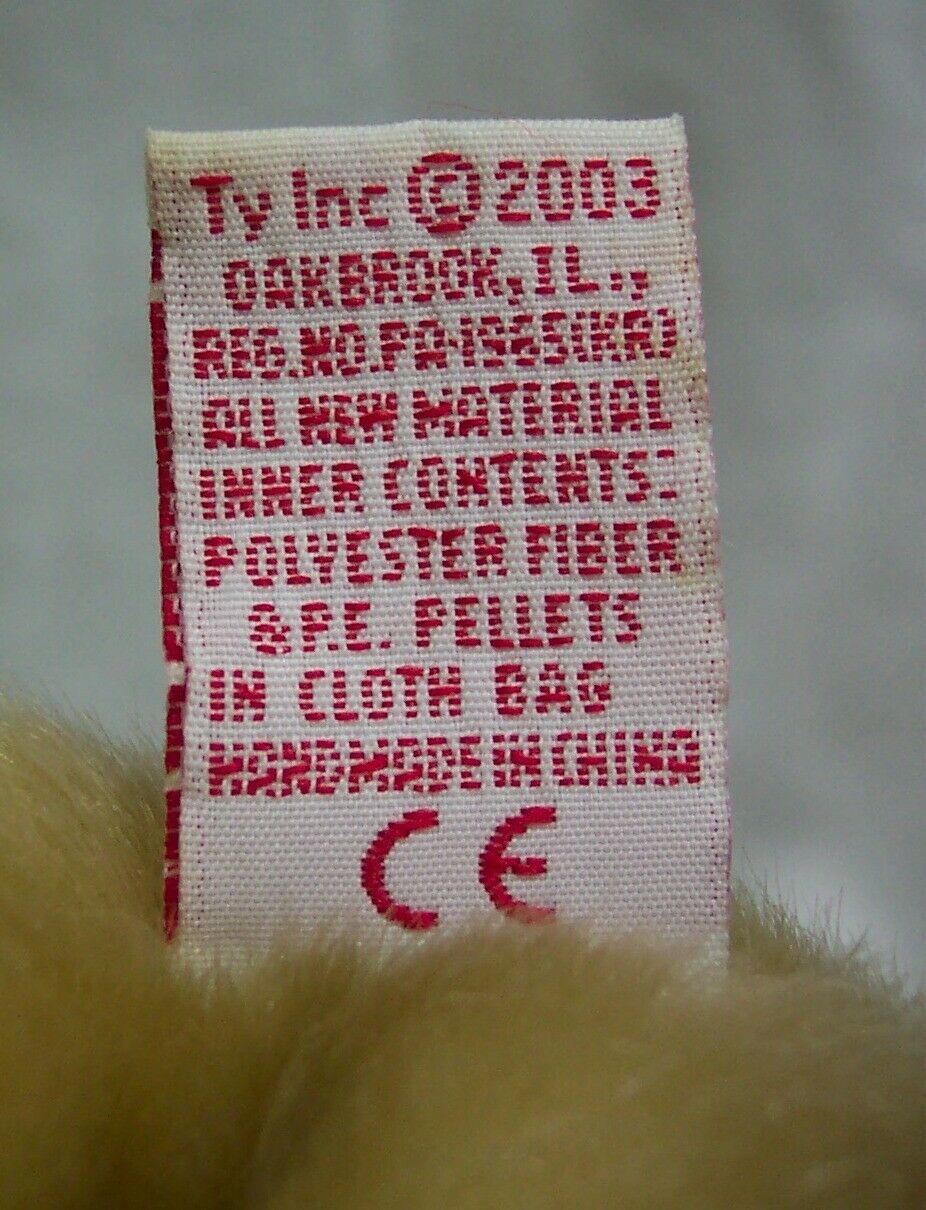 Ty Inc © 2003
OAKBROOK, IL.,
REG.NO.PA-1965(KR)
ALL NEW MATERIAL
INNER CONTENTS:
POLYESTER FIBER
& P.E. PELLETS
IN CLOTH BAG
HANDMADE IN CHINA
CE